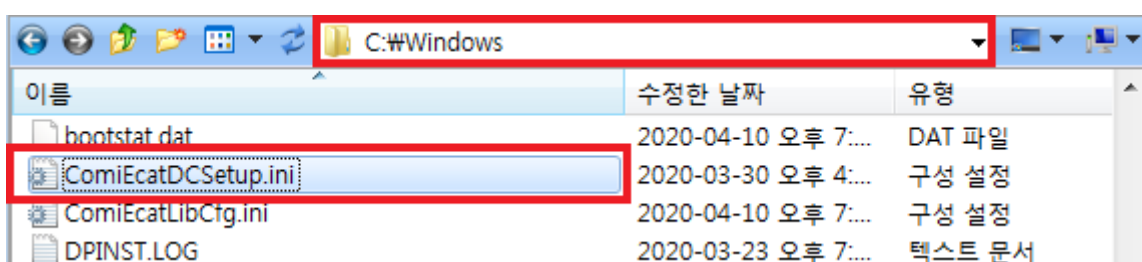 C:₩Windows
이름 수정한 날짜 유형
bootstat.dat 2020-04-10 오후 7:... DAT 파일
ComiEcatDCSetup.ini 2020-03-30 오후 4:... 구성 설정
ComiEcatLibCfg.ini 2020-04-10 오후 7:... 구성 설정
DPINST.LOG 2020-03-23 오후 7:... 텍스트 문서